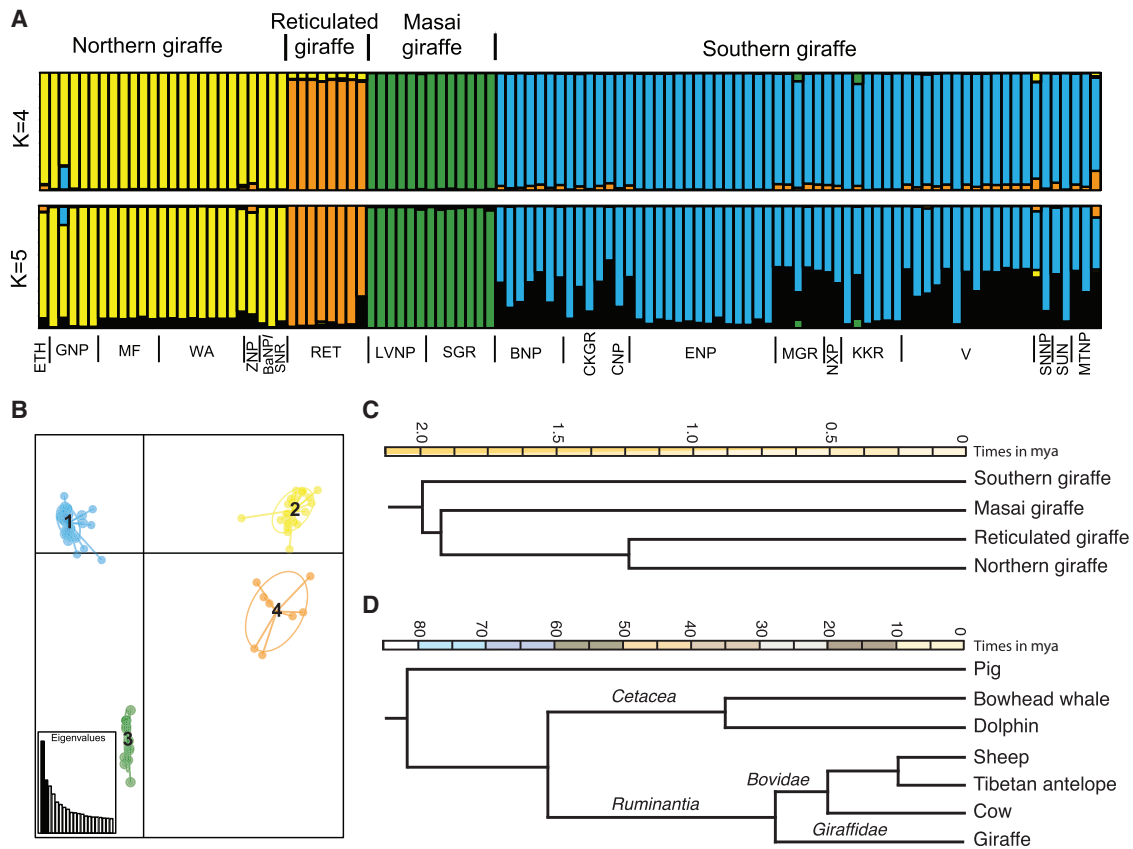 A
Northern giraffe
Reticulated
giraffe
Masai
giraffe
Southern giraffe
K=4
K=5
ETH
GNP
MF
WA
ZNP
BaNP/
SNR
RET
LVNP
SGR
BNP
CKGR
CNP
ENP
MGR
NXP
KKR
V
SNNP
SUN
MTNP
B
1
2
3
4
Eigenvalues
C
2.0 1.5 1.0 0.5 0 Times in mya
Southern giraffe
Masai giraffe
Reticulated giraffe
Northern giraffe
D
80 70 60 50 40 30 20 10 0 Times in mya
Pig
Cetacea
Bowhead whale
Dolphin
Sheep
Bovidae
Tibetan antelope
Ruminantia
Cow
Giraffidae
Giraffe